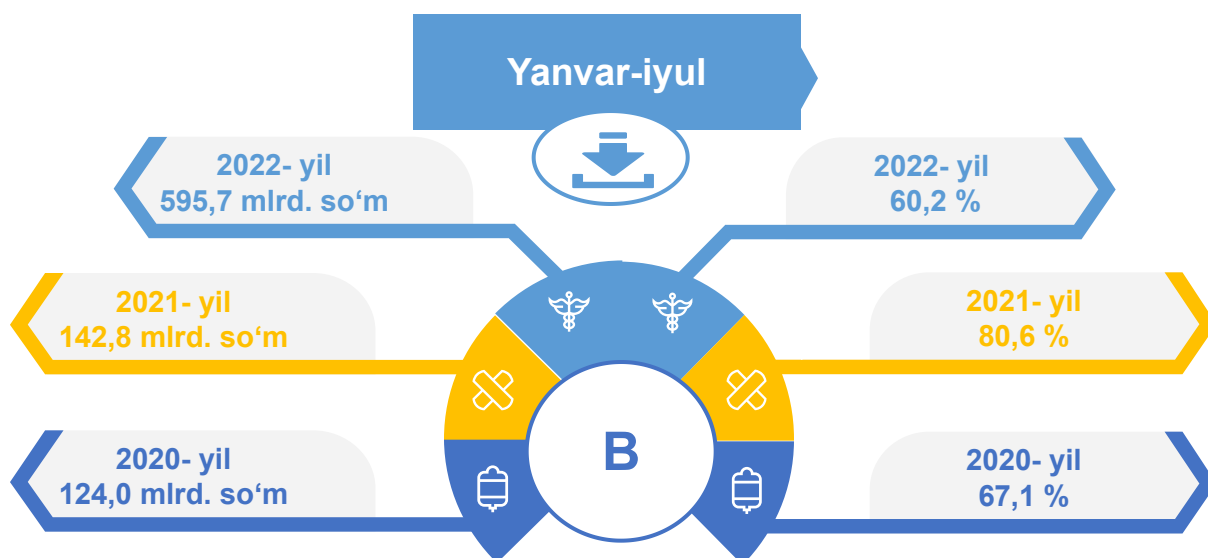 Yanvar-iyul
2022- yil
595,7 mlrd. so‘m
2022- yil
60,2 %
2021- yil
142,8 mlrd. so‘m
2021- yil
80,6 %
B
2020- yil
124,0 mlrd. so‘m
2020- yil
67,1 %